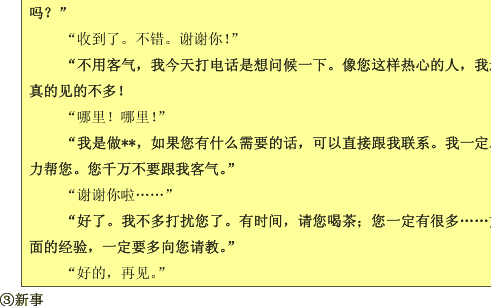 吗？”
“收到了。不错。谢谢你！”
“不用客气，我今天打电话是想问候一下。像您这样热心的人，我
真的见的不多！
“哪里！哪里！”
“我是做**，如果您有什么需要的话，可以直接跟我联系。我一定
力帮您。您千万不要跟我客气。”
“谢谢你啦……”
“好了。我不多打扰您了。有时间，请您喝茶；您一定有很多……
面的经验，一定要多向您请教。”
“好的，再见。”
③新事